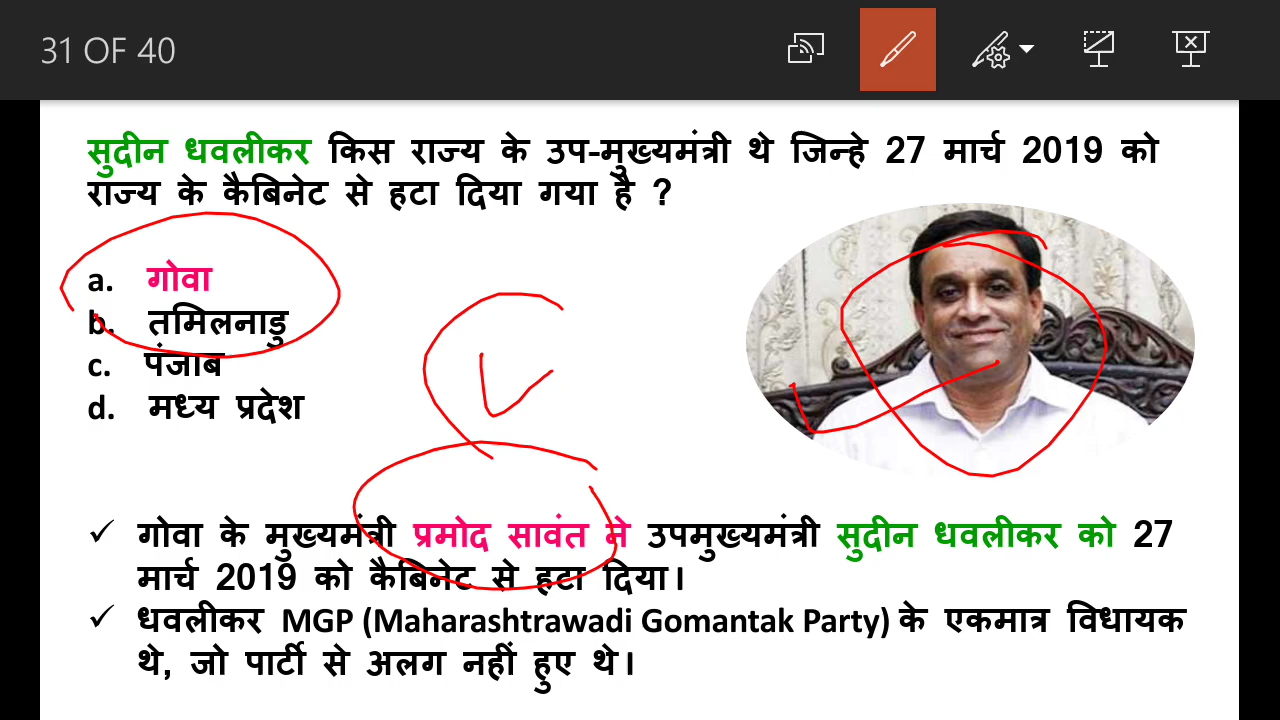 31 OF 40
सुदीन धवलीकर किस राज्य के उप-मुख्यमंत्री थे जिन्हे 27 मार्च 2019 को
राज्य के कैबिनेट से हटा दिया गया है ?
a. गोवा
b. तमिलनाडु
c. पंजाब
d. मध्य प्रदेश
✓ गोवा के मुख्यमंत्री प्रमोद सावंत ने उपमुख्यमंत्री सुदीन धवलीकर को 27
मार्च 2019 को कैबिनेट से हटा दिया।
✓ धवलीकर MGP (Maharashtrawadi Gomantak Party) के एकमात्र विधायक
थे, जो पार्टी से अलग नहीं हुए थे।